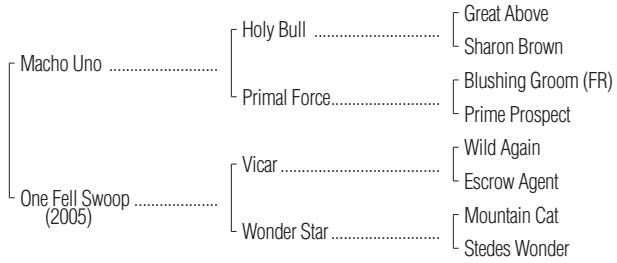 Great Above
Holy Bull ............................
Sharon Brown
Macho Uno ........................
Blushing Groom (FR)
Primal Force........................
Prime Prospect
Wild Again
Vicar ...................................
Escrow Agent
One Fell Swoop ..................
(2005)
Mountain Cat
Wonder Star ........................
Stedes Wonder